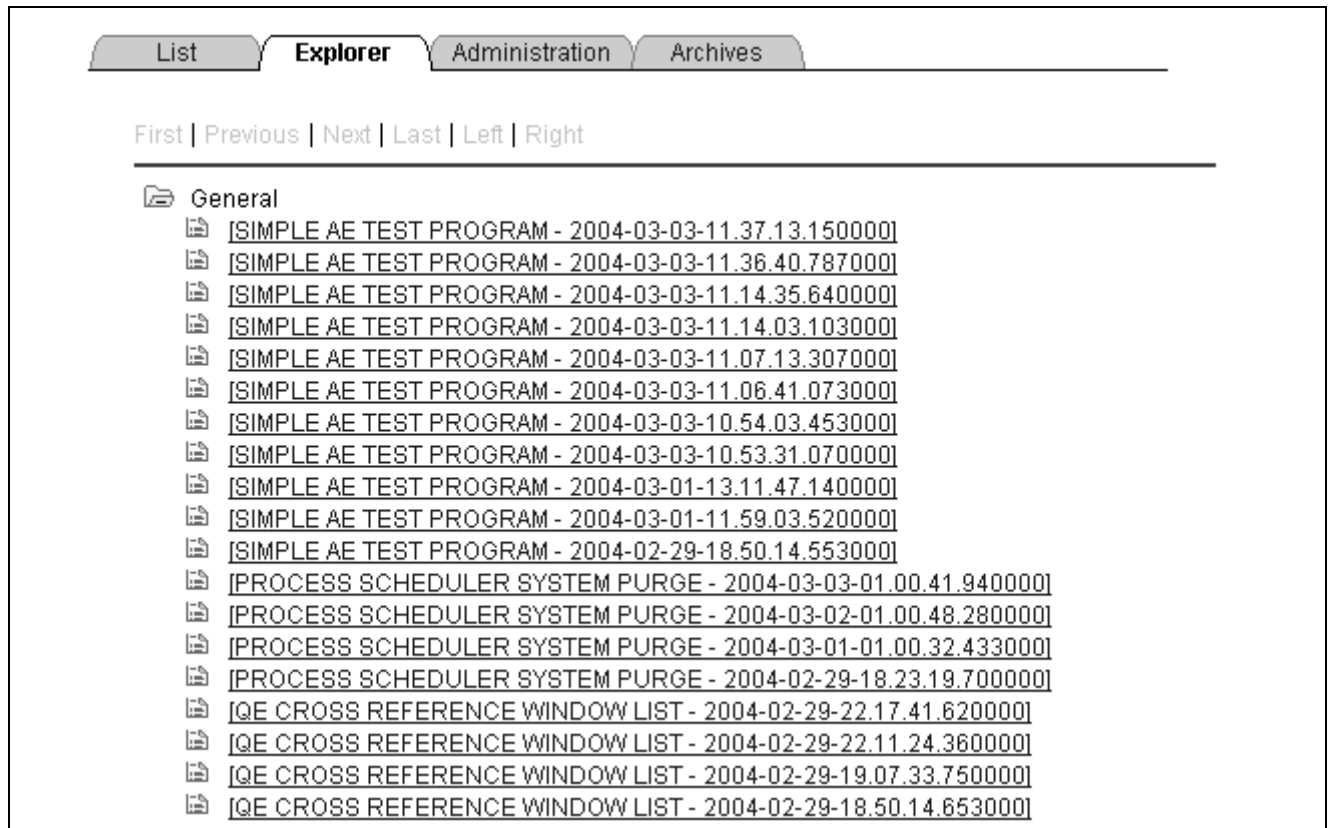 List Explorer Administration Archives
First | Previous | Next | Last | Left | Right
General
[SIMPLE AE TEST PROGRAM - 2004-03-03-11.37.13.150000]
[SIMPLE AE TEST PROGRAM - 2004-03-03-11.36.40.787000]
[SIMPLE AE TEST PROGRAM - 2004-03-03-11.14.35.640000]
[SIMPLE AE TEST PROGRAM - 2004-03-03-11.14.03.103000]
[SIMPLE AE TEST PROGRAM - 2004-03-03-11.07.13.307000]
[SIMPLE AE TEST PROGRAM - 2004-03-03-11.06.41.073000]
[SIMPLE AE TEST PROGRAM - 2004-03-03-10.54.03.453000]
[SIMPLE AE TEST PROGRAM - 2004-03-03-10.53.31.070000]
[SIMPLE AE TEST PROGRAM - 2004-03-01-13.11.47.140000]
[SIMPLE AE TEST PROGRAM - 2004-03-01-11.59.03.520000]
[SIMPLE AE TEST PROGRAM - 2004-02-29-18.50.14.553000]
[PROCESS SCHEDULER SYSTEM PURGE - 2004-03-03-01.00.41.940000]
[PROCESS SCHEDULER SYSTEM PURGE - 2004-03-02-01.00.48.280000]
[PROCESS SCHEDULER SYSTEM PURGE - 2004-03-01-01.00.32.433000]
[PROCESS SCHEDULER SYSTEM PURGE - 2004-02-29-18.23.19.700000]
[QE CROSS REFERENCE WINDOW LIST - 2004-02-29-22.17.41.620000]
[QE CROSS REFERENCE WINDOW LIST - 2004-02-29-22.11.24.360000]
[QE CROSS REFERENCE WINDOW LIST - 2004-02-29-19.07.33.750000]
[QE CROSS REFERENCE WINDOW LIST - 2004-02-29-18.50.14.653000]